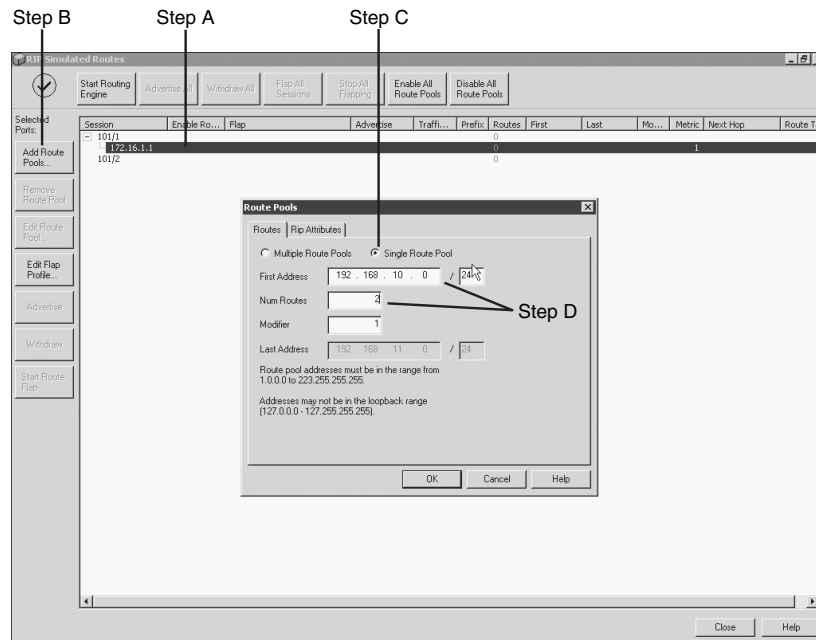 Step B Step A Step C
RIP Simulated Routes
Start Routing Engine
Advertise All
Withdraw All
Flap All Sessions
Stop All Flapping
Enable All Route Pools
Disable All Route Pools
Selected Ports:
Session Enable Ro... Flap Advertise Traffi... Prefix Routes First Last Mo... Metric Next Hop Route T
101/1 0
172.16.1.1 0 1
101/2 0
Add Route Pools...
Remove Route Pool
Edit Route Pool...
Edit Flap Profile...
Advertise
Withdraw
Start Route Flap
Route Pools
Routes Rip Attributes
Multiple Route Pools Single Route Pool
First Address 192 . 168 . 10 . 0 / 24
Num Routes 2
Step D
Modifier 1
Last Address 192 . 168 . 11 . 0 / 24
Route pool addresses must be in the range from
1.0.0.0 to 223.255.255.255.
Addresses may not be in the loopback range
(127.0.0.0 - 127.255.255.255).
OK Cancel Help
Close Help